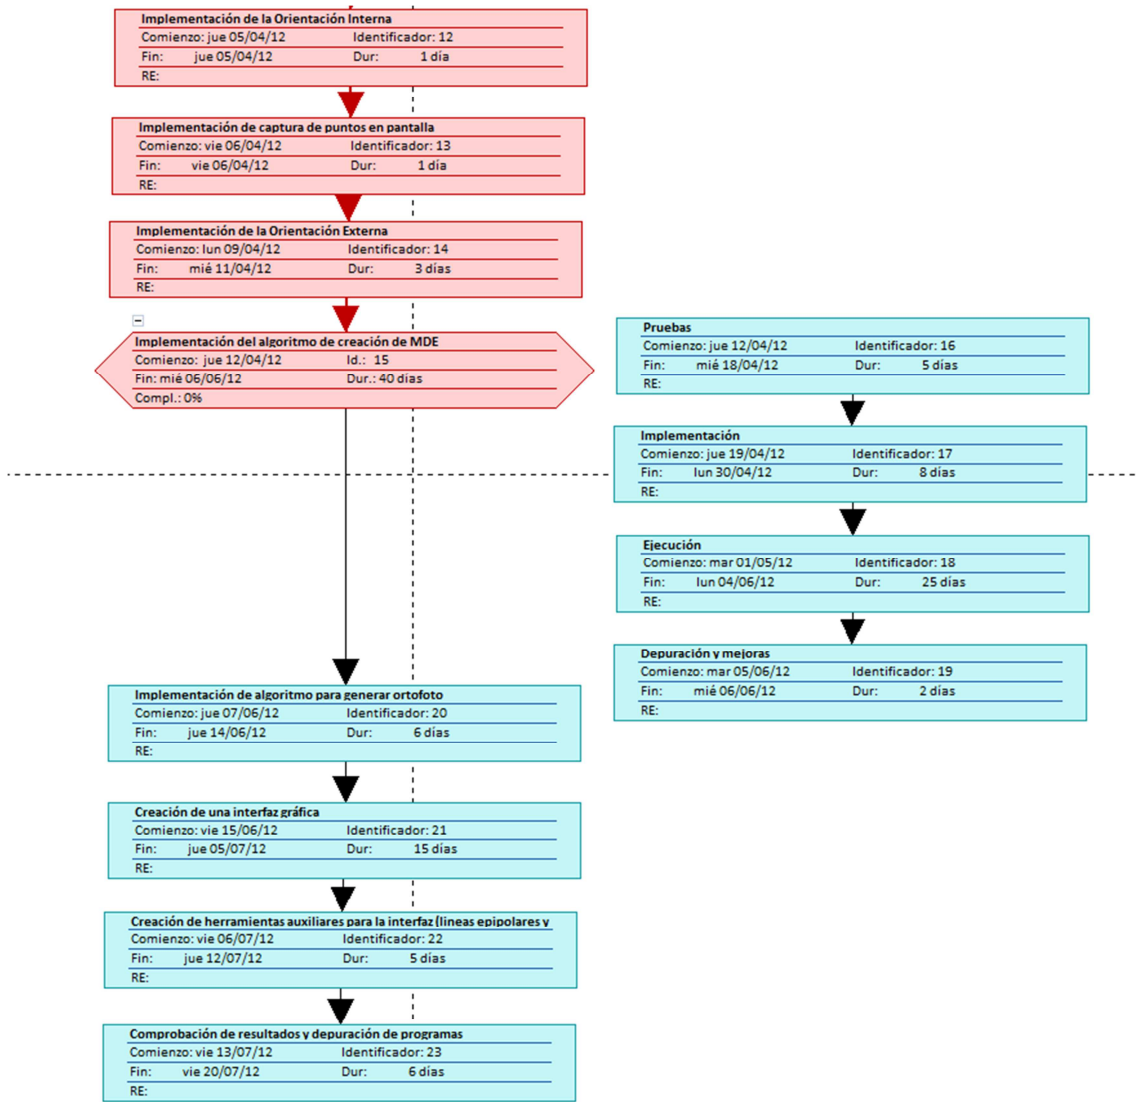 Implementación de la Orientación Interna
Comienzo: jue 05/04/12 Identificador: 12
Fin: jue 05/04/12 Dur: 1 día
RE:
Implementación de captura de puntos en pantalla
Comienzo: vie 06/04/12 Identificador: 13
Fin: vie 06/04/12 Dur: 1 día
RE:
Implementación de la Orientación Externa
Comienzo: lun 09/04/12 Identificador: 14
Fin: mié 11/04/12 Dur: 3 días
RE:
Implementación del algoritmo de creación de MDE
Comienzo: jue 12/04/12 Id.: 15
Fin: mié 06/06/12 Dur.: 40 días
Compl.: 0%
Pruebas
Comienzo: jue 12/04/12 Identificador: 16
Fin: mié 18/04/12 Dur: 5 días
RE:
Implementación
Comienzo: jue 19/04/12 Identificador: 17
Fin: lun 30/04/12 Dur: 8 días
RE:
Ejecución
Comienzo: mar 01/05/12 Identificador: 18
Fin: lun 04/06/12 Dur: 25 días
RE:
Depuración y mejoras
Comienzo: mar 05/06/12 Identificador: 19
Fin: mié 06/06/12 Dur: 2 días
RE:
Implementación de algoritmo para generar ortofoto
Comienzo: jue 07/06/12 Identificador: 20
Fin: jue 14/06/12 Dur: 6 días
RE:
Creación de una interfaz gráfica
Comienzo: vie 15/06/12 Identificador: 21
Fin: jue 05/07/12 Dur: 15 días
RE:
Creación de herramientas auxiliares para la interfaz (lineas epipolares y
Comienzo: vie 06/07/12 Identificador: 22
Fin: jue 12/07/12 Dur: 5 días
RE:
Comprobación de resultados y depuración de programas
Comienzo: vie 13/07/12 Identificador: 23
Fin: vie 20/07/12 Dur: 6 días
RE: